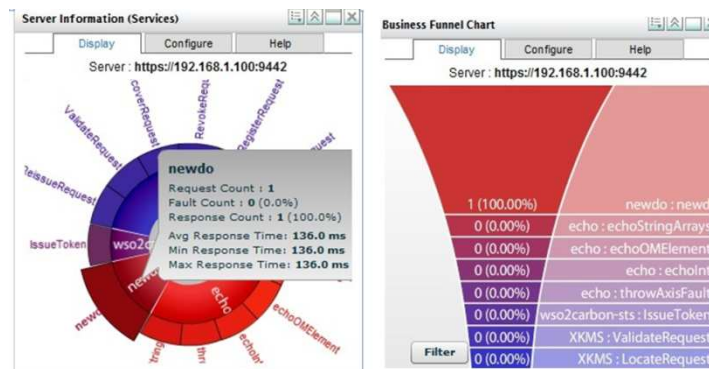 Server Information (Services)
Display Configure Help
Server : https://192.168.1.100:9442
ValidateRequest
RevokeRequ
RegisterRequest
IssueToken
newdo
Request Count : 1
Fault Count : 0 (0.0%)
Response Count : 1 (100.0%)
Avg Response Time: 136.0 ms
Min Response Time: 136.0 ms
Max Response Time: 136.0 ms
echo
echoInt
echoOMElement
Business Funnel Chart
Display Configure Help
Server : https://192.168.1.100:9442
1 (100.00%) newdo : newd
0 (0.00%) echo : echoStringArrays
0 (0.00%) echo : echoOMElement
0 (0.00%) echo : echoInt
0 (0.00%) echo : throwAxisFault
0 (0.00%) wso2carbon-sts : IssueToken
0 (0.00%) XKMS : ValidateRequest
0 (0.00%) XKMS : LocateRequest
Filter